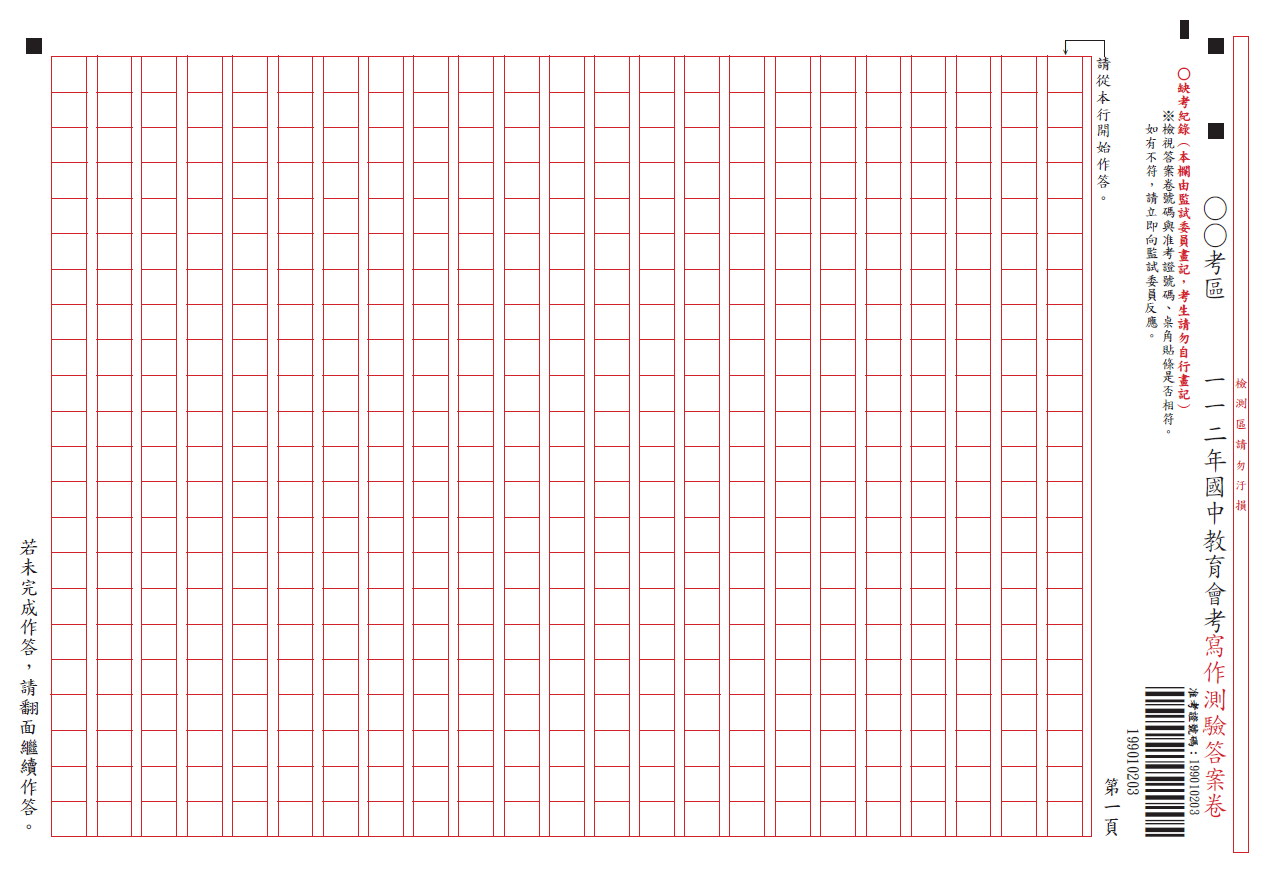 檢測區請勿汙損
○○考區 一一二年國中教育會考寫作測驗答案卷
准考證號碼：199010203
○缺考紀錄（本欄由監試委員畫記，考生請勿自行畫記）
※檢視答案卷號碼與准考證號碼、桌角貼條是否相符。
如有不符，請立即向監試委員反應。
199010203
第一頁
請從本行開始作答。
若未完成作答，請翻面繼續作答。